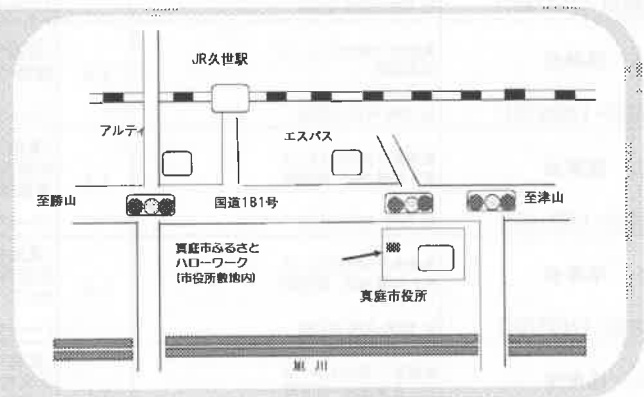 JR久世駅
アルティ
エスパス
至勝山
国道181号
至津山
真庭市ふるさと
ハローワーク
(市役所敷地内)
真庭市役所
旭川